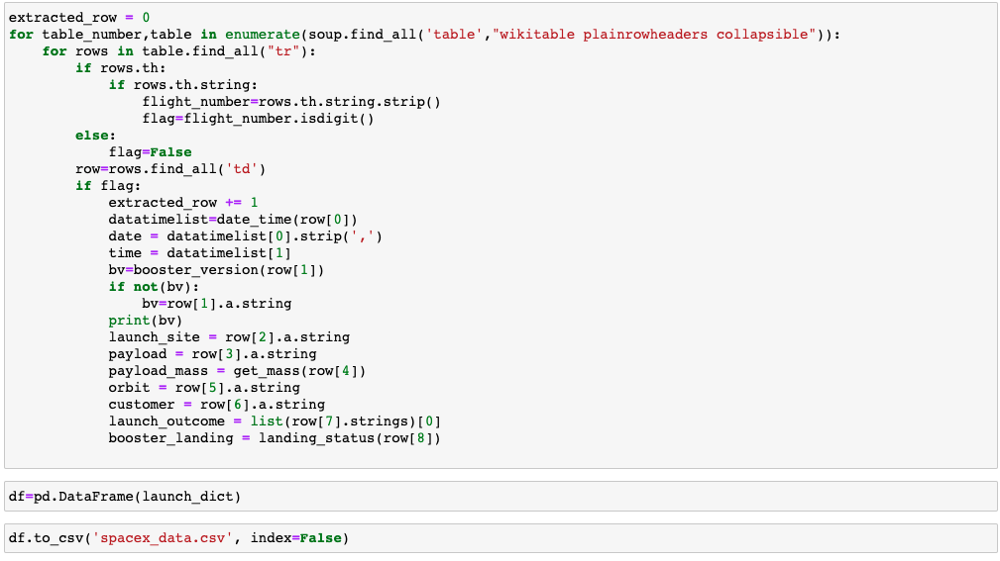 extracted_row = 0
for table_number,table in enumerate(soup.find_all('table',"wikitable plainrowheaders collapsible")):
    for rows in table.find_all("tr"):
        if rows.th:
            if rows.th.string:
                flight_number=rows.th.string.strip()
                flag=flight_number.isdigit()
        else:
            flag=False
        row=rows.find_all('td')
        if flag:
            extracted_row += 1
            datatimelist=date_time(row[0])
            date = datatimelist[0].strip(',')
            time = datatimelist[1]
            bv=booster_version(row[1])
            if not(bv):
                bv=row[1].a.string
            print(bv)
            launch_site = row[2].a.string
            payload = row[3].a.string
            payload_mass = get_mass(row[4])
            orbit = row[5].a.string
            customer = row[6].a.string
            launch_outcome = list(row[7].strings)[0]
            booster_landing = landing_status(row[8])
df=pd.DataFrame(launch_dict)
df.to_csv('spacex_data.csv', index=False)